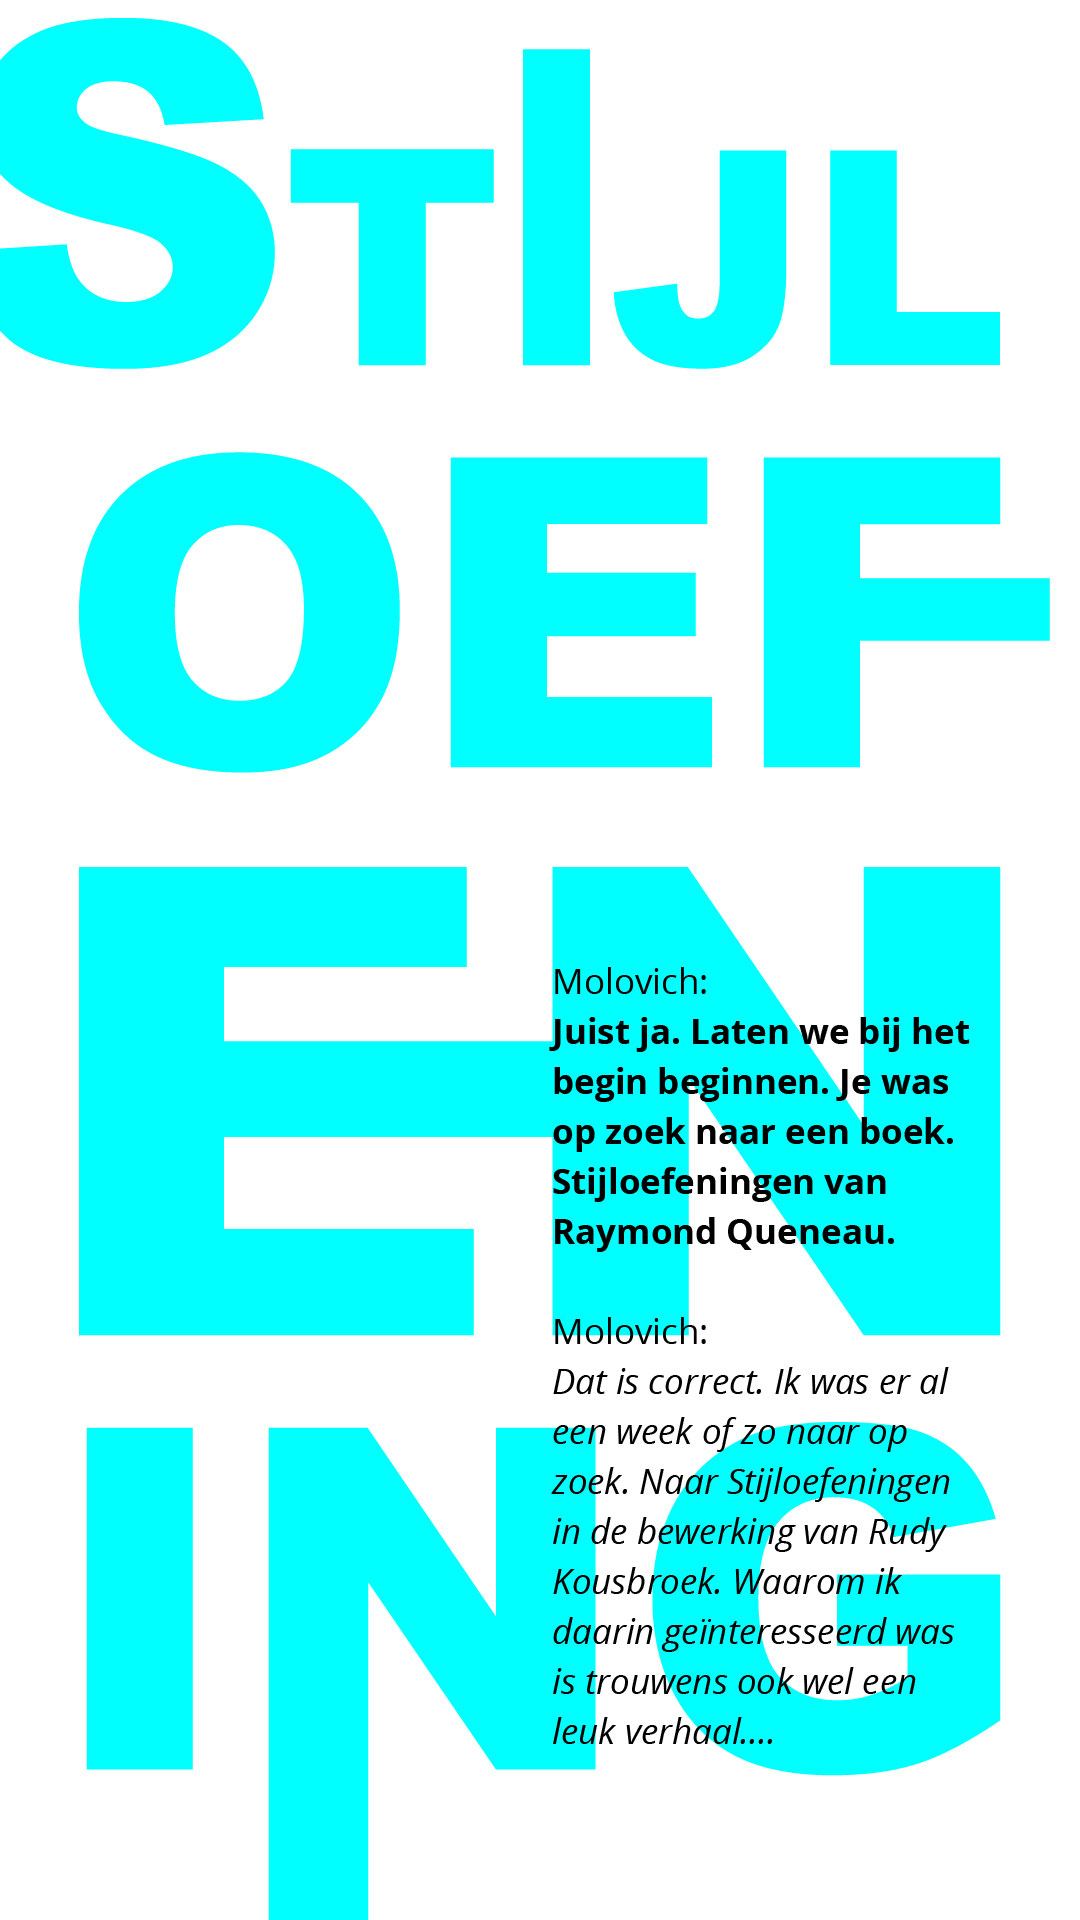 STIJL
OEF
EN
ING
Molovich:
Juist ja. Laten we bij het
begin beginnen. Je was
op zoek naar een boek.
Stijloefeningen van
Raymond Queneau.
Molovich:
Dat is correct. Ik was er al
een week of zo naar op
zoek. Naar Stijloefeningen
in de bewerking van Rudy
Kousbroek. Waarom ik
daarin geïnteresseerd was
is trouwens ook wel een
leuk verhaal....